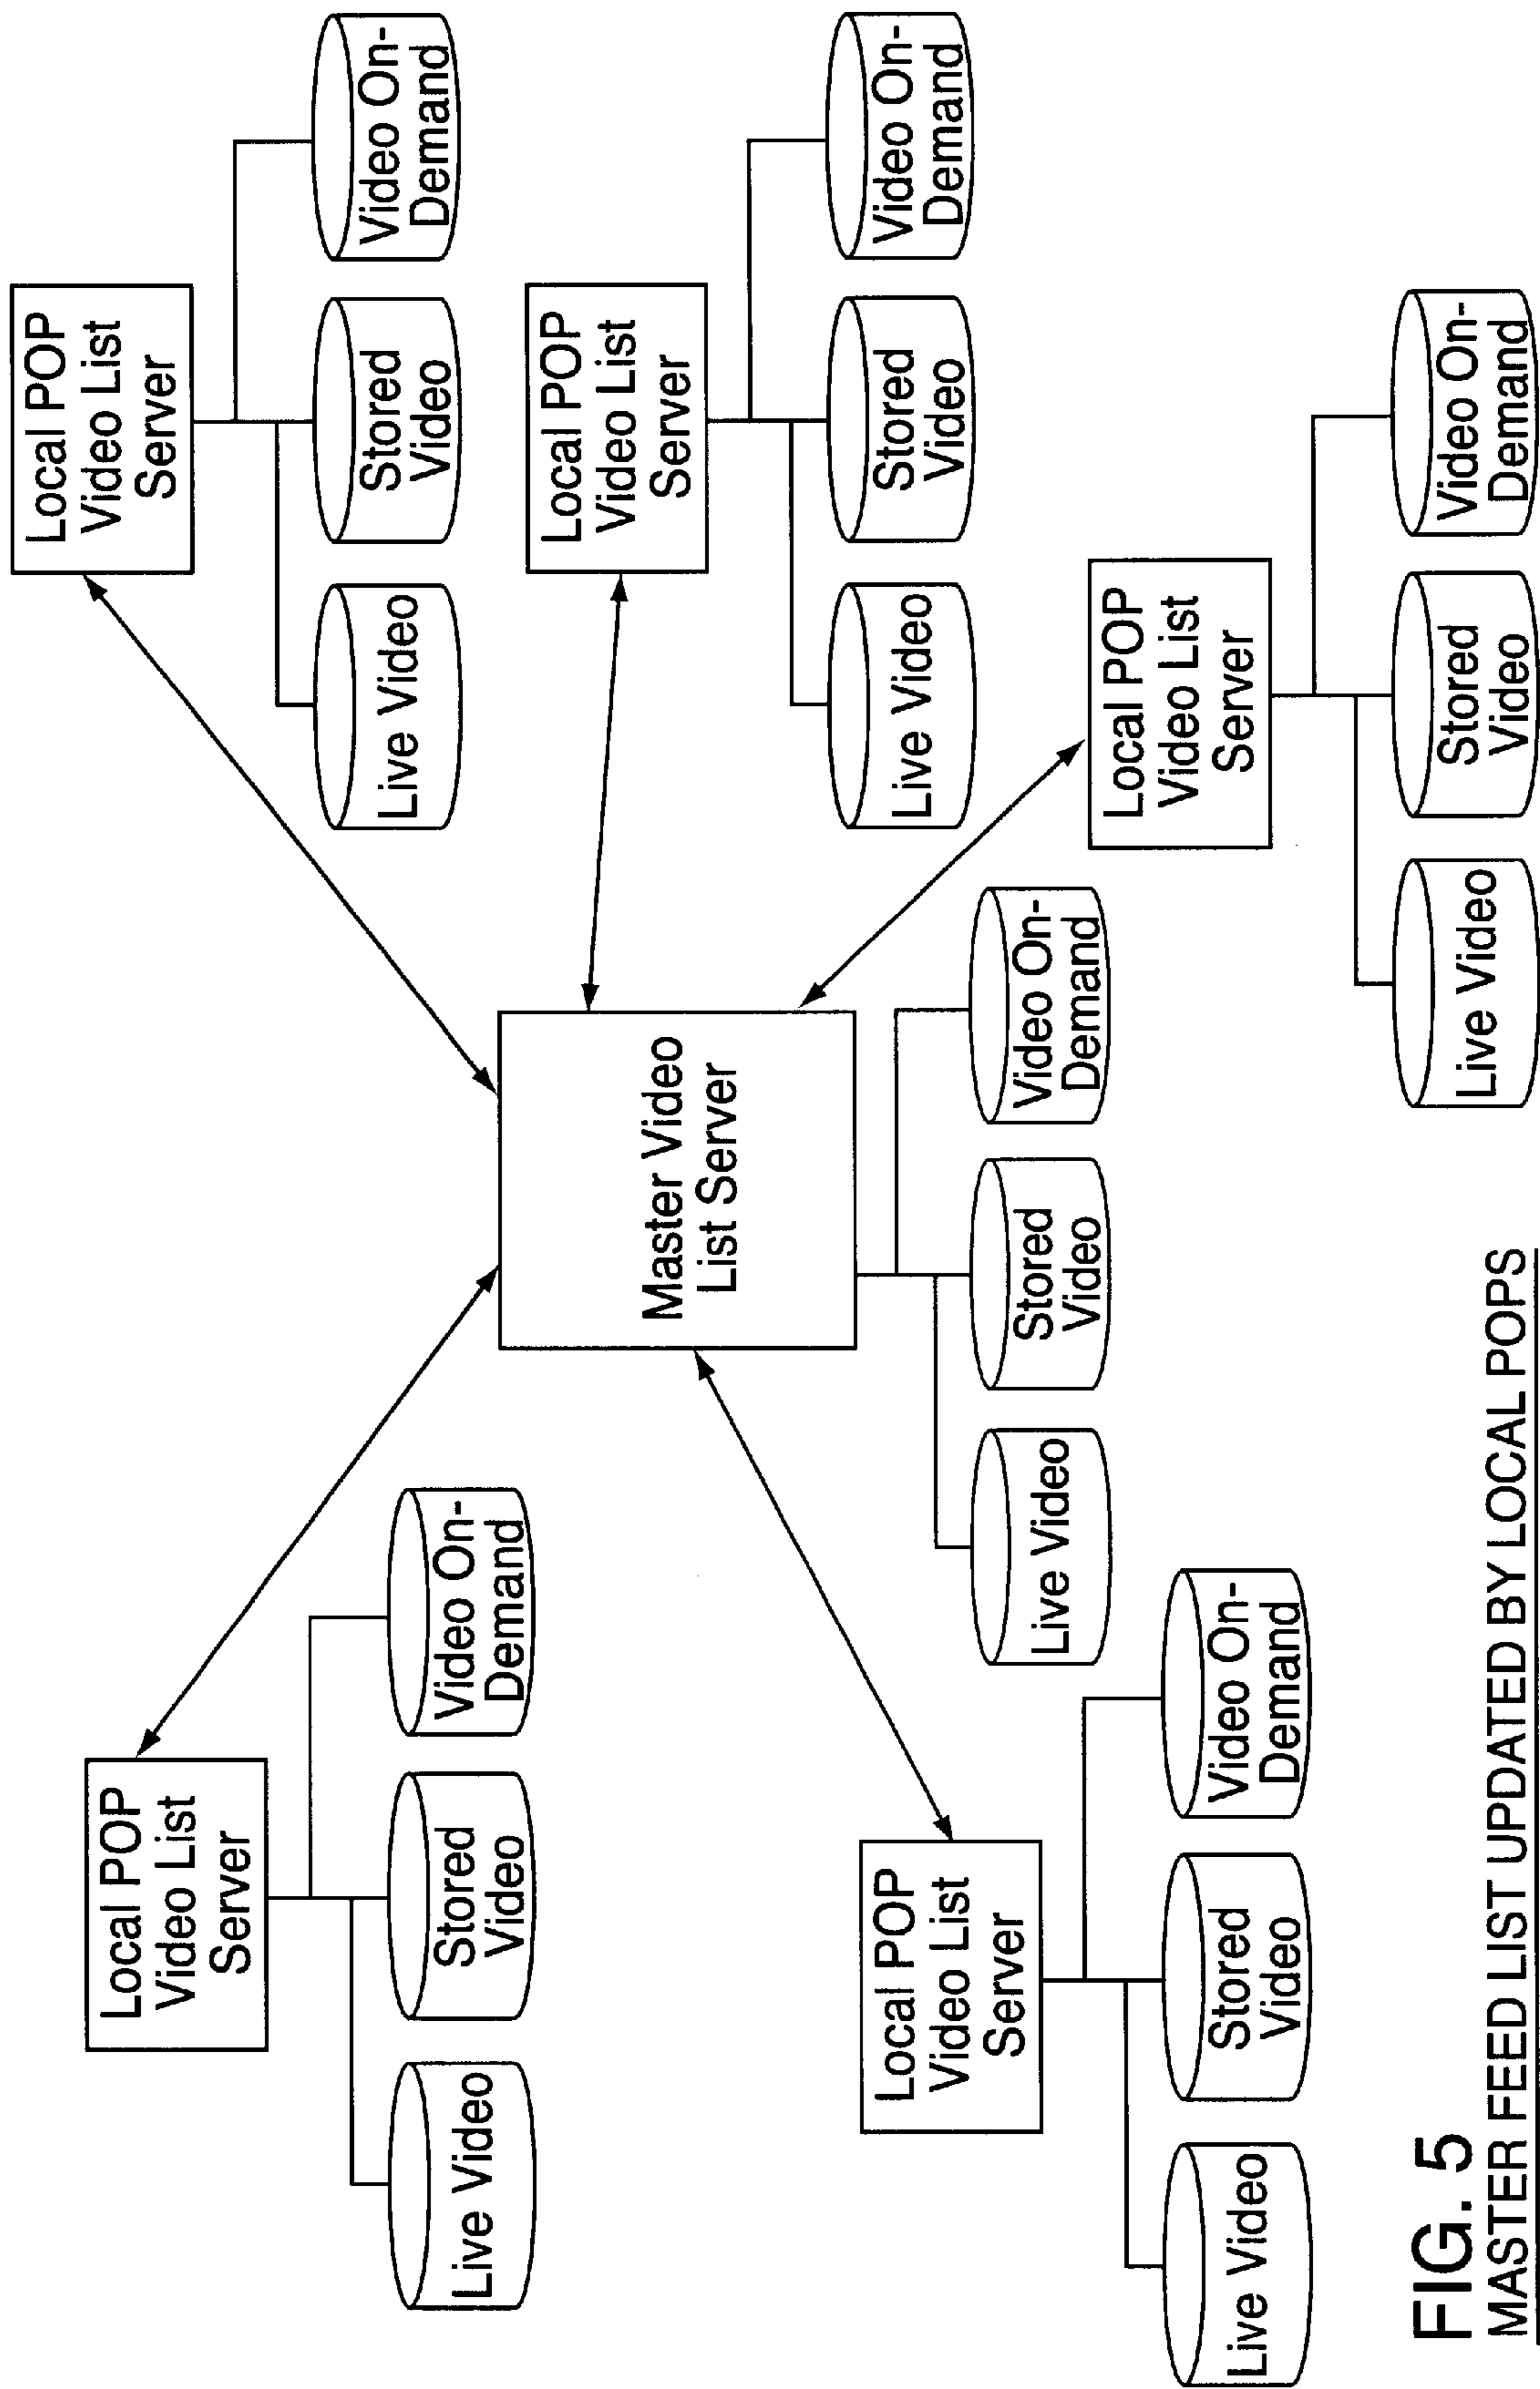 Local POP
Video List
Server
Live Video
Stored
Video
Video On-
Demand
Local POP
Video List
Server
Live Video
Stored
Video
Video On-
Demand
Master Video
List Server
Live Video
Stored
Video
Video On-
Demand
Local POP
Video List
Server
Live Video
Stored
Video
Video On-
Demand
Local POP
Video List
Server
Live Video
Stored
Video
Video On-
Demand
Local POP
Video List
Server
Live Video
Stored
Video
Video On-
Demand
FIG. 5
MASTER FEED LIST UPDATED BY LOCAL POPS